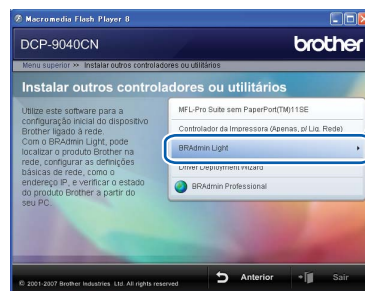 Macromedia Flash Player 8
DCP-9040CN
brother
Menu superior >> Instalar outros controladores ou utilitários
Instalar outros controladores ou utilitários
Utilize este software para a
configuração inicial do dispositivo
Brother ligado à rede.
Com o BRAdmin Light, pode
localizar o produto Brother na
rede, configurar as definições
básicas de rede, como o
endereço IP, e verificar o estado
do produto Brother a partir do
seu PC.
MFL-Pro Suite sem PaperPort(TM)11SE
Controlador da Impressora (Apenas, p/ Lig. Rede)
BRAdmin Light
Driver Deployment Wizard
BRAdmin Professional
© 2001-2007 Brother Industries Ltd. All rights reserved
Anterior
Sair